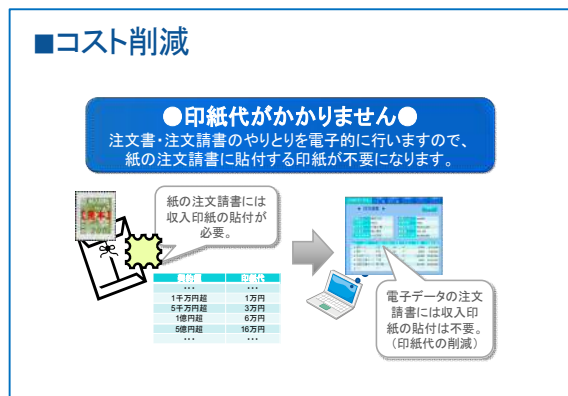 ■コスト削減
●印紙代がかかりません●
注文書・注文請書のやりとりを電子的に行いますので、
紙の注文請書に貼付する印紙が不要になります。
【見本】
紙の注文請書には
収入印紙の貼付が
必要。
契約額 印紙代
… …
1千万円超 1万円
5千万円超 3万円
1億円超 6万円
5億円超 16万円
… …
電子データの注文
請書には収入印
紙の貼付は不要。
（印紙代の削減）